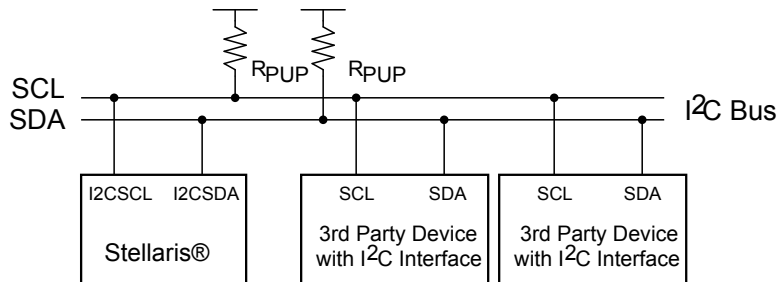 RPUP RPUP
SCL
SDA
I2C Bus
I2CSCL I2CSDA
Stellaris®
SCL SDA
3rd Party Device
with I2C Interface
SCL SDA
3rd Party Device
with I2C Interface